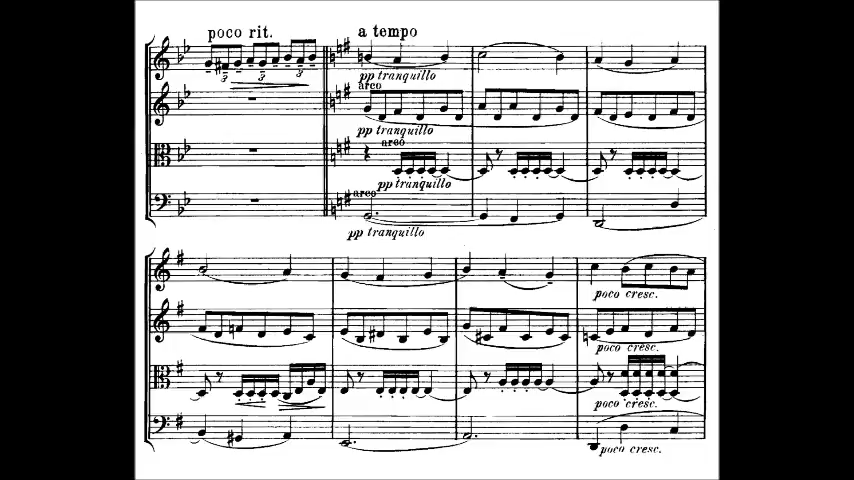 poco rit. a tempo
3 3 3 3
pp tranquillo
arco
pp tranquillo
arco
pp tranquillo
arco
pp tranquillo
poco cresc.
poco cresc.
poco cresc.
poco cresc.